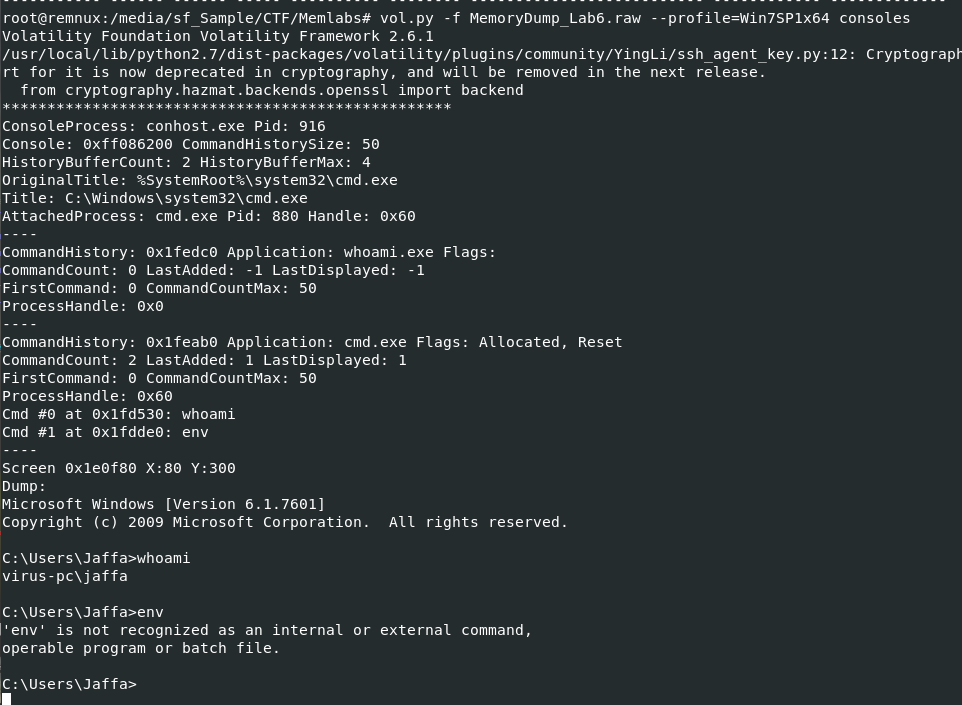 root@remnux:/media/sf_Sample/CTF/Memlabs# vol.py -f MemoryDump_Lab6.raw --profile=Win7SP1x64 consoles
Volatility Foundation Volatility Framework 2.6.1
/usr/local/lib/python2.7/dist-packages/volatility/plugins/community/YingLi/ssh_agent_key.py:12: Cryptograph
rt for it is now deprecated in cryptography, and will be removed in the next release.
  from cryptography.hazmat.backends.openssl import backend
**************************************************
ConsoleProcess: conhost.exe Pid: 916
Console: 0xff086200 CommandHistorySize: 50
HistoryBufferCount: 2 HistoryBufferMax: 4
OriginalTitle: %SystemRoot%\system32\cmd.exe
Title: C:\Windows\system32\cmd.exe
AttachedProcess: cmd.exe Pid: 880 Handle: 0x60
----
CommandHistory: 0x1fedc0 Application: whoami.exe Flags:
CommandCount: 0 LastAdded: -1 LastDisplayed: -1
FirstCommand: 0 CommandCountMax: 50
ProcessHandle: 0x0
----
CommandHistory: 0x1feab0 Application: cmd.exe Flags: Allocated, Reset
CommandCount: 2 LastAdded: 1 LastDisplayed: 1
FirstCommand: 0 CommandCountMax: 50
ProcessHandle: 0x60
Cmd #0 at 0x1fd530: whoami
Cmd #1 at 0x1fdde0: env
----
Screen 0x1e0f80 X:80 Y:300
Dump:
Microsoft Windows [Version 6.1.7601]
Copyright (c) 2009 Microsoft Corporation.  All rights reserved.

C:\Users\Jaffa>whoami
virus-pc\jaffa

C:\Users\Jaffa>env
'env' is not recognized as an internal or external command,
operable program or batch file.

C:\Users\Jaffa>